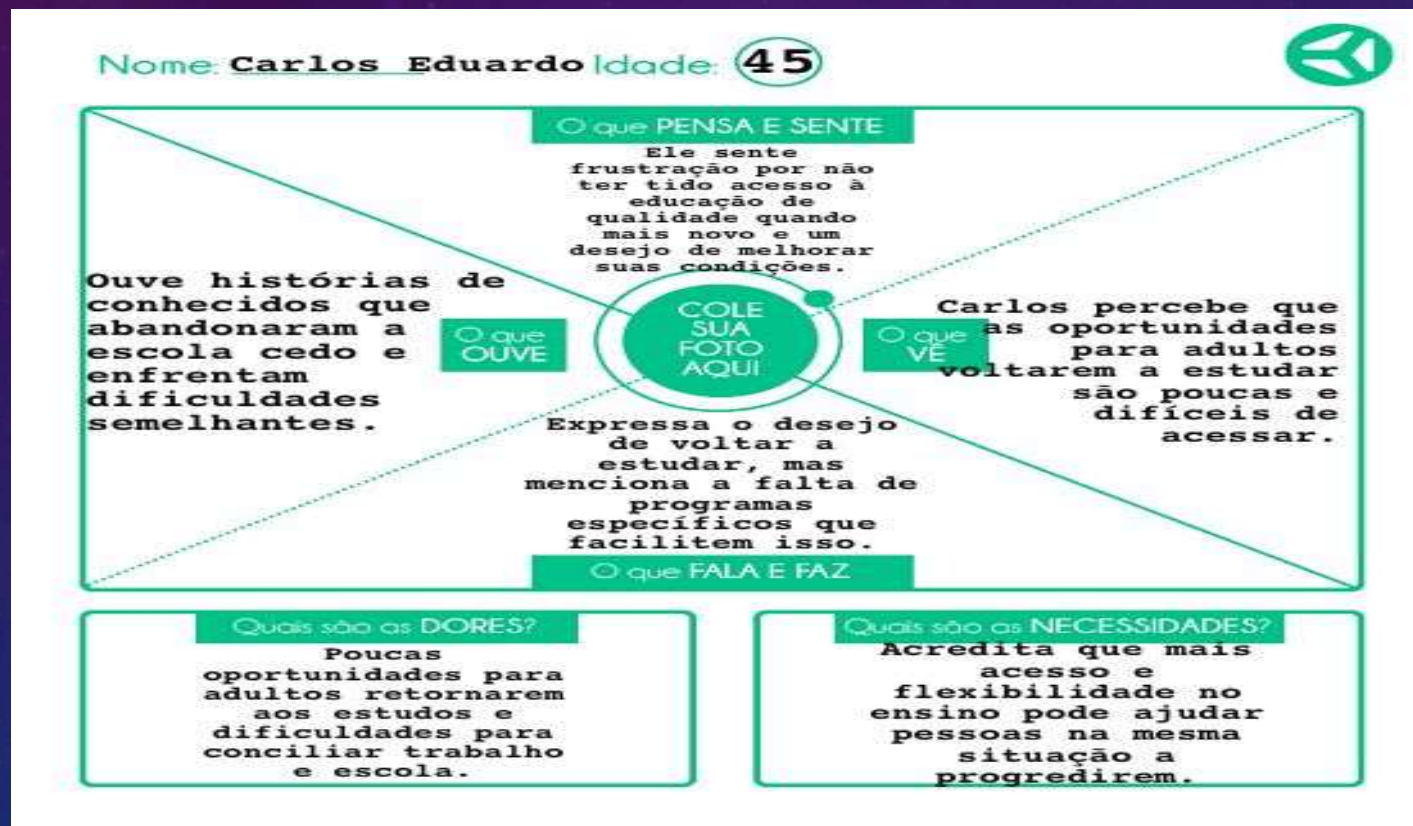 Nome: Carlos Eduardo Idade: 45
O que PENSA E SENTE
Ele sente
frustração por não
ter tido acesso à
educação de
qualidade quando
mais novo e um
desejo de melhorar
suas condições.
Ouve histórias de
conhecidos que
abandonaram a
escola cedo e
enfrentam
dificuldades
semelhantes.
O que
OUVE
COLE
SUA
FOTO
AQUI
O que
VÊ
Carlos percebe que
as oportunidades
para adultos
voltarem a estudar
são poucas e
difíceis de
acessar.
Expressa o desejo
de voltar a
estudar, mas
menciona a falta de
programas
específicos que
facilitem isso.
O que FALA E FAZ
Quais são as DORES?
Poucas
oportunidades para
adultos retornarem
aos estudos e
dificuldades para
conciliar trabalho
e escola.
Quais são as NECESSIDADES?
Acredita que mais
acesso e
flexibilidade no
ensino pode ajudar
pessoas na mesma
situação a
progredirem.